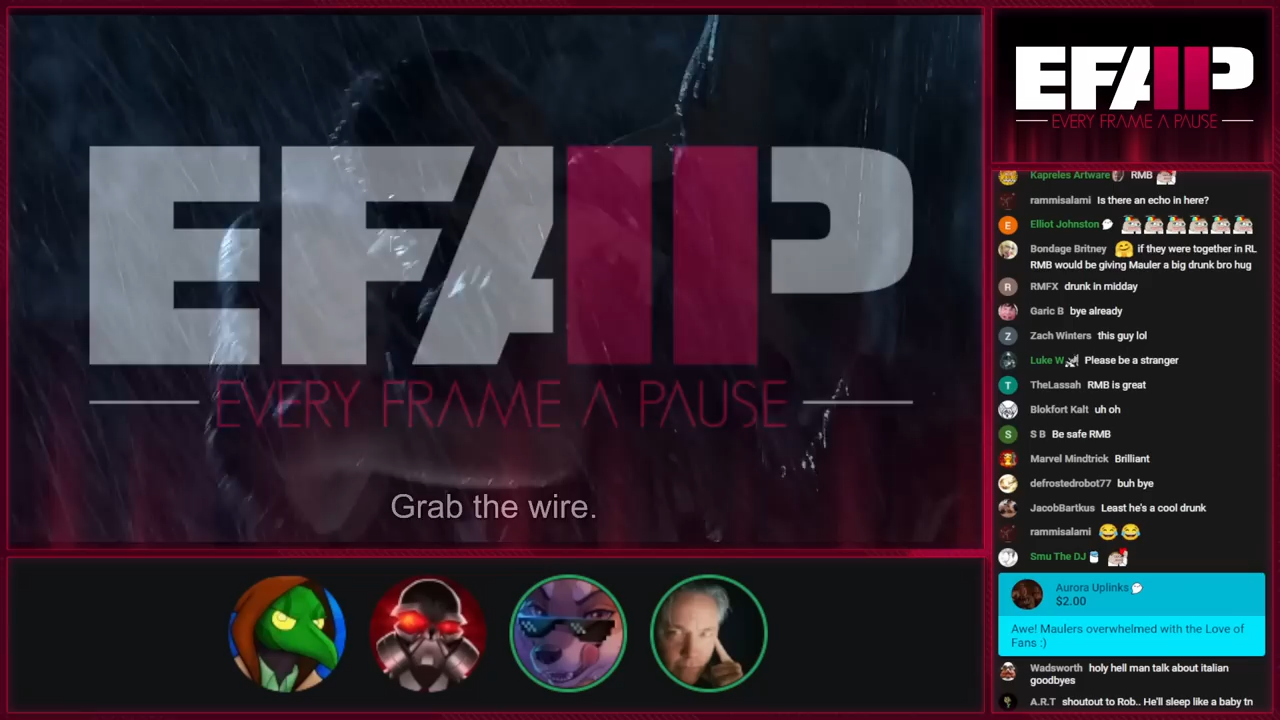 EFAP
EVERY FRAME A PAUSE
Grab the wire.
EFAP
EVERY FRAME A PAUSE
Kapreles Artware RMB
rammisalami Is there an echo in here?
E Elliot Johnston
Bondage Britney if they were together in RL
RMB would be giving Mauler a big drunk bro hug
R RMFX drunk in midday
Garic B bye already
Z Zach Winters this guy lol
Luke W Please be a stranger
T TheLassah RMB is great
Blokfort Kalt uh oh
S S B Be safe RMB
Marvel Mindtrick Brilliant
defrostedrobot77 buh bye
JacobBartkus Least he's a cool drunk
rammisalami
Smu The DJ
Aurora Uplinks
$2.00
Awe! Maulers overwhelmed with the Love of
Fans :)
Wadsworth holy hell man talk about italian
goodbyes
A.R.T shoutout to Rob.. He'll sleep like a baby tn